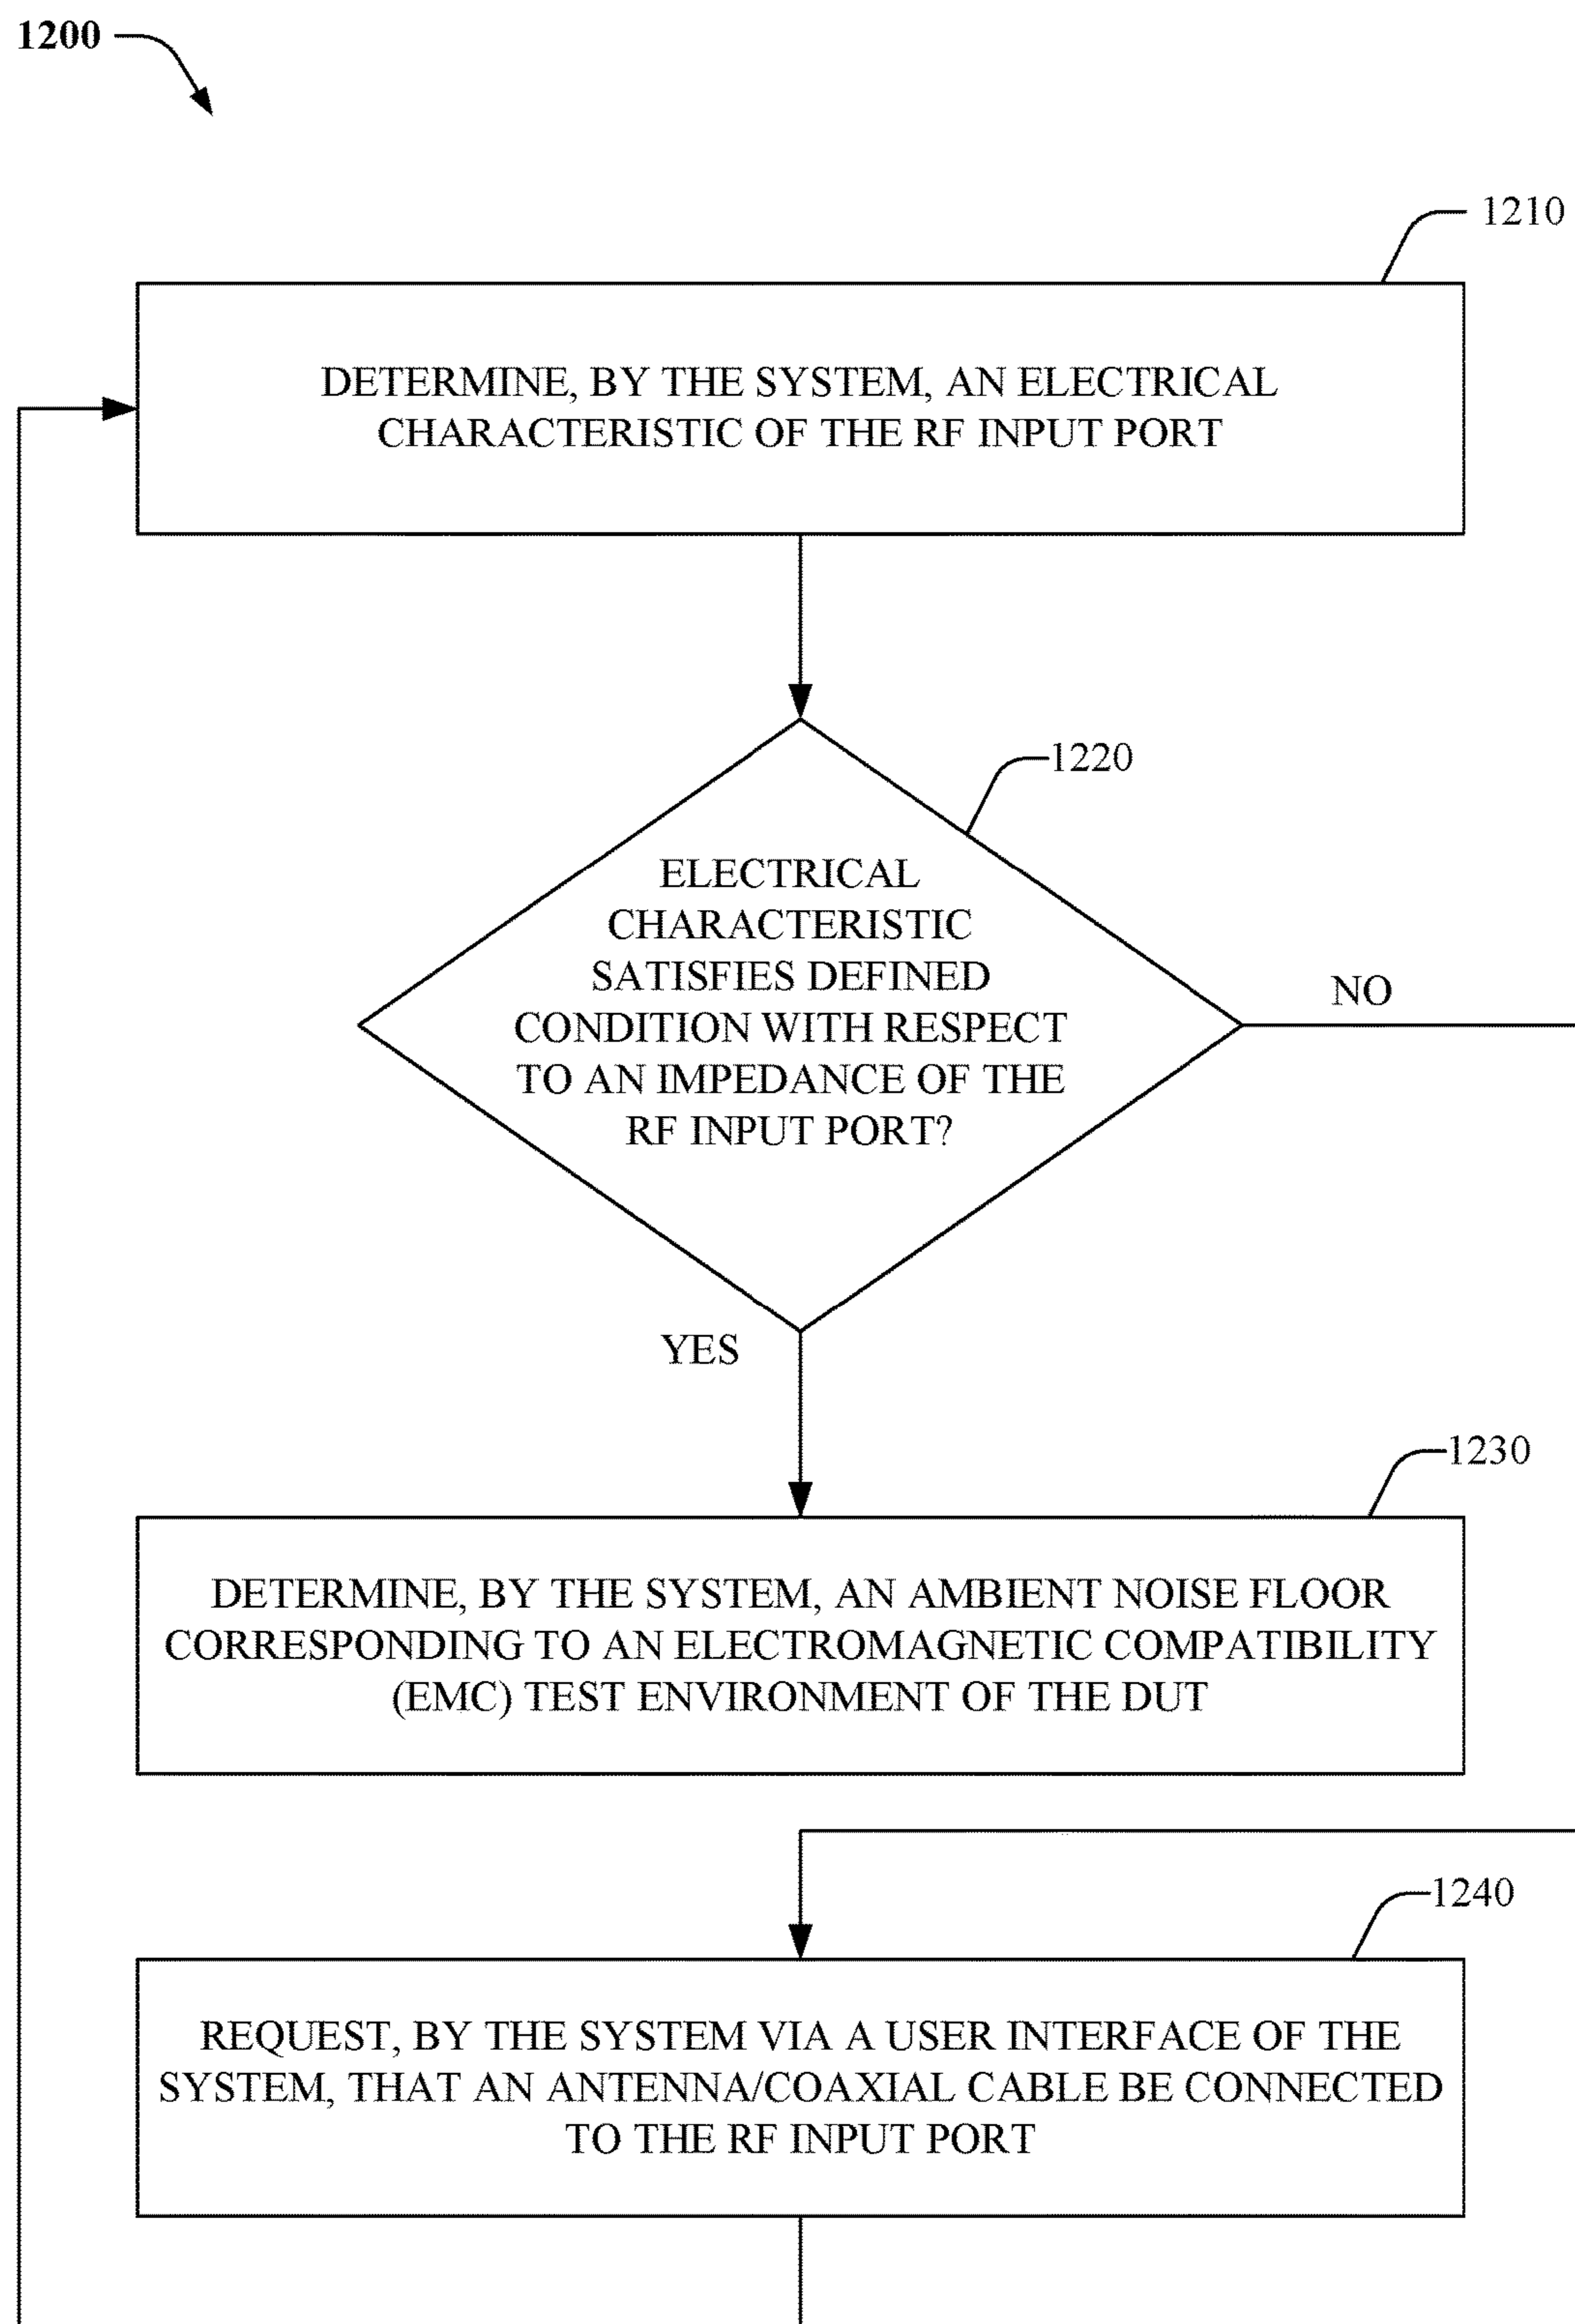 1200
1210
DETERMINE, BY THE SYSTEM, AN ELECTRICAL
CHARACTERISTIC OF THE RF INPUT PORT
1220
ELECTRICAL
CHARACTERISTIC
SATISFIES DEFINED
CONDITION WITH RESPECT
TO AN IMPEDANCE OF THE
RF INPUT PORT?
NO
YES
1230
DETERMINE, BY THE SYSTEM, AN AMBIENT NOISE FLOOR
CORRESPONDING TO AN ELECTROMAGNETIC COMPATIBILITY
(EMC) TEST ENVIRONMENT OF THE DUT
1240
REQUEST, BY THE SYSTEM VIA A USER INTERFACE OF THE
SYSTEM, THAT AN ANTENNA/COAXIAL CABLE BE CONNECTED
TO THE RF INPUT PORT